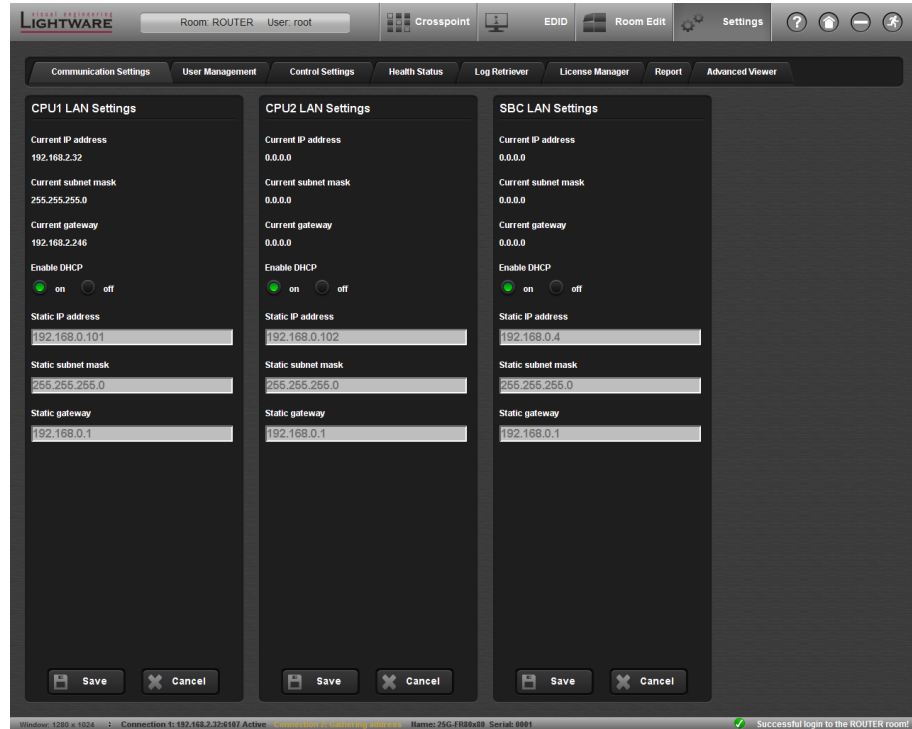 visual engineering
LIGHTWARE
Room: ROUTER User: root
Crosspoint
EDID
Room Edit
Settings
?
Communication Settings
User Management
Control Settings
Health Status
Log Retriever
License Manager
Report
Advanced Viewer
CPU1 LAN Settings
Current IP address
192.168.2.32
Current subnet mask
255.255.255.0
Current gateway
192.168.2.246
Enable DHCP
on off
Static IP address
192.168.0.101
Static subnet mask
255.255.255.0
Static gateway
192.168.0.1
Save Cancel
CPU2 LAN Settings
Current IP address
0.0.0.0
Current subnet mask
0.0.0.0
Current gateway
0.0.0.0
Enable DHCP
on off
Static IP address
192.168.0.102
Static subnet mask
255.255.255.0
Static gateway
192.168.0.1
Save Cancel
SBC LAN Settings
Current IP address
0.0.0.0
Current subnet mask
0.0.0.0
Current gateway
0.0.0.0
Enable DHCP
on off
Static IP address
192.168.0.4
Static subnet mask
255.255.255.0
Static gateway
192.168.0.1
Save Cancel
Window: 1280 x 1024 : Connection 1: 192.168.2.32:6107 Active Connection 2: Gathering address Name: 25G-FR80x80 Serial: 0001 Successful login to the ROUTER room!